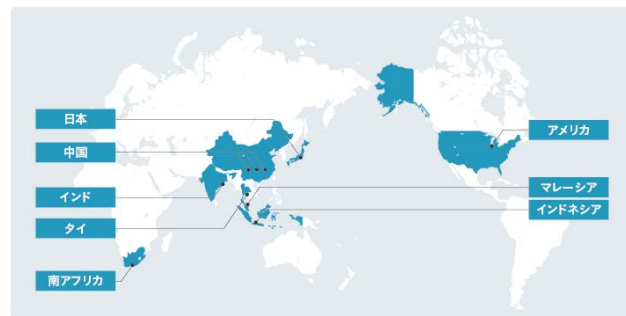 日本
中国
インド
タイ
南アフリカ
アメリカ
マレーシア
インドネシア